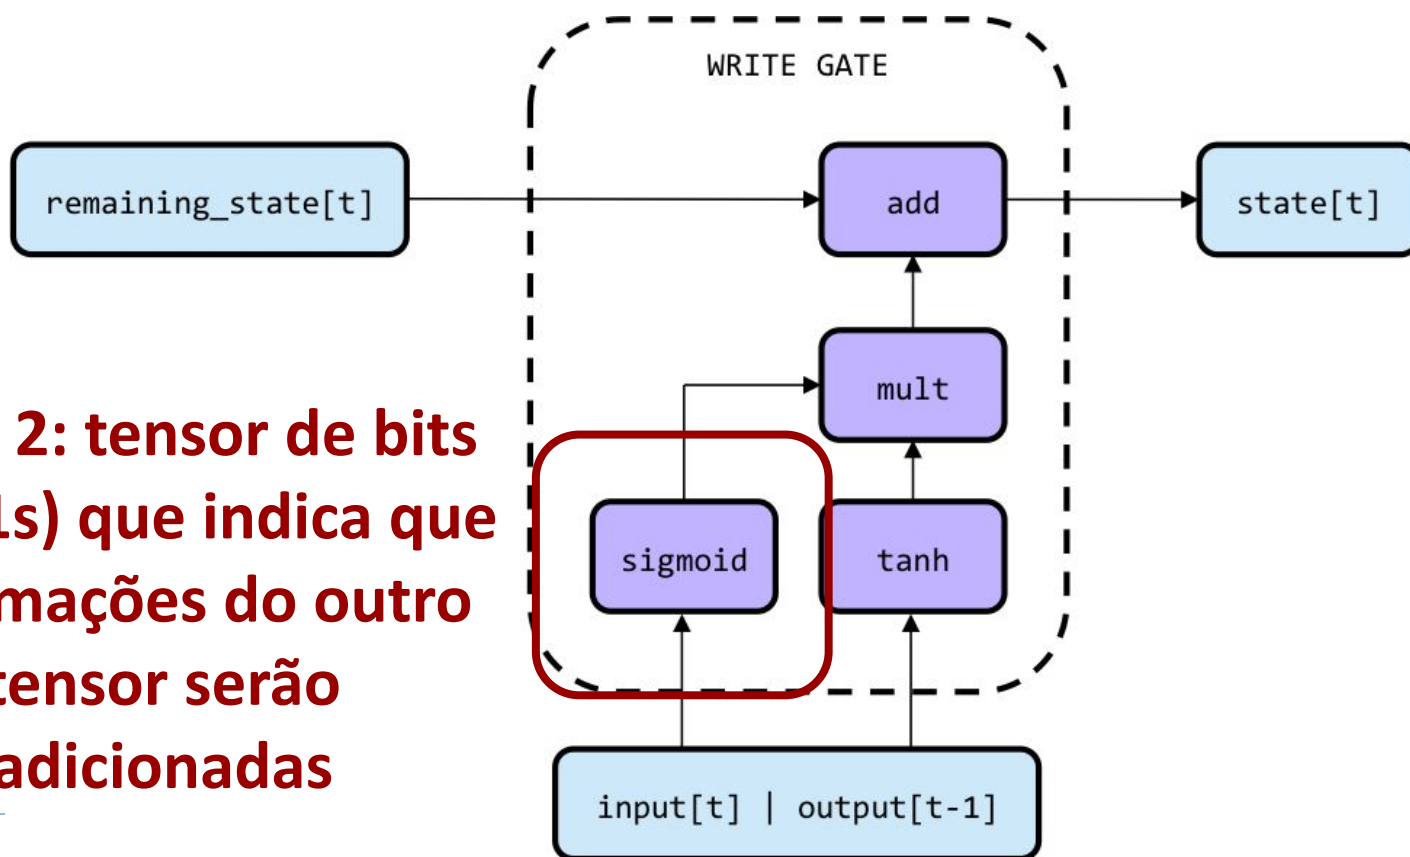 WRITE GATE
remaining_state[t]
add
state[t]
mult
2: tensor de bits
1s) que indica que
mações do outro
tensor serão
adicionadas
sigmoid
tanh
input[t] | output[t-1]